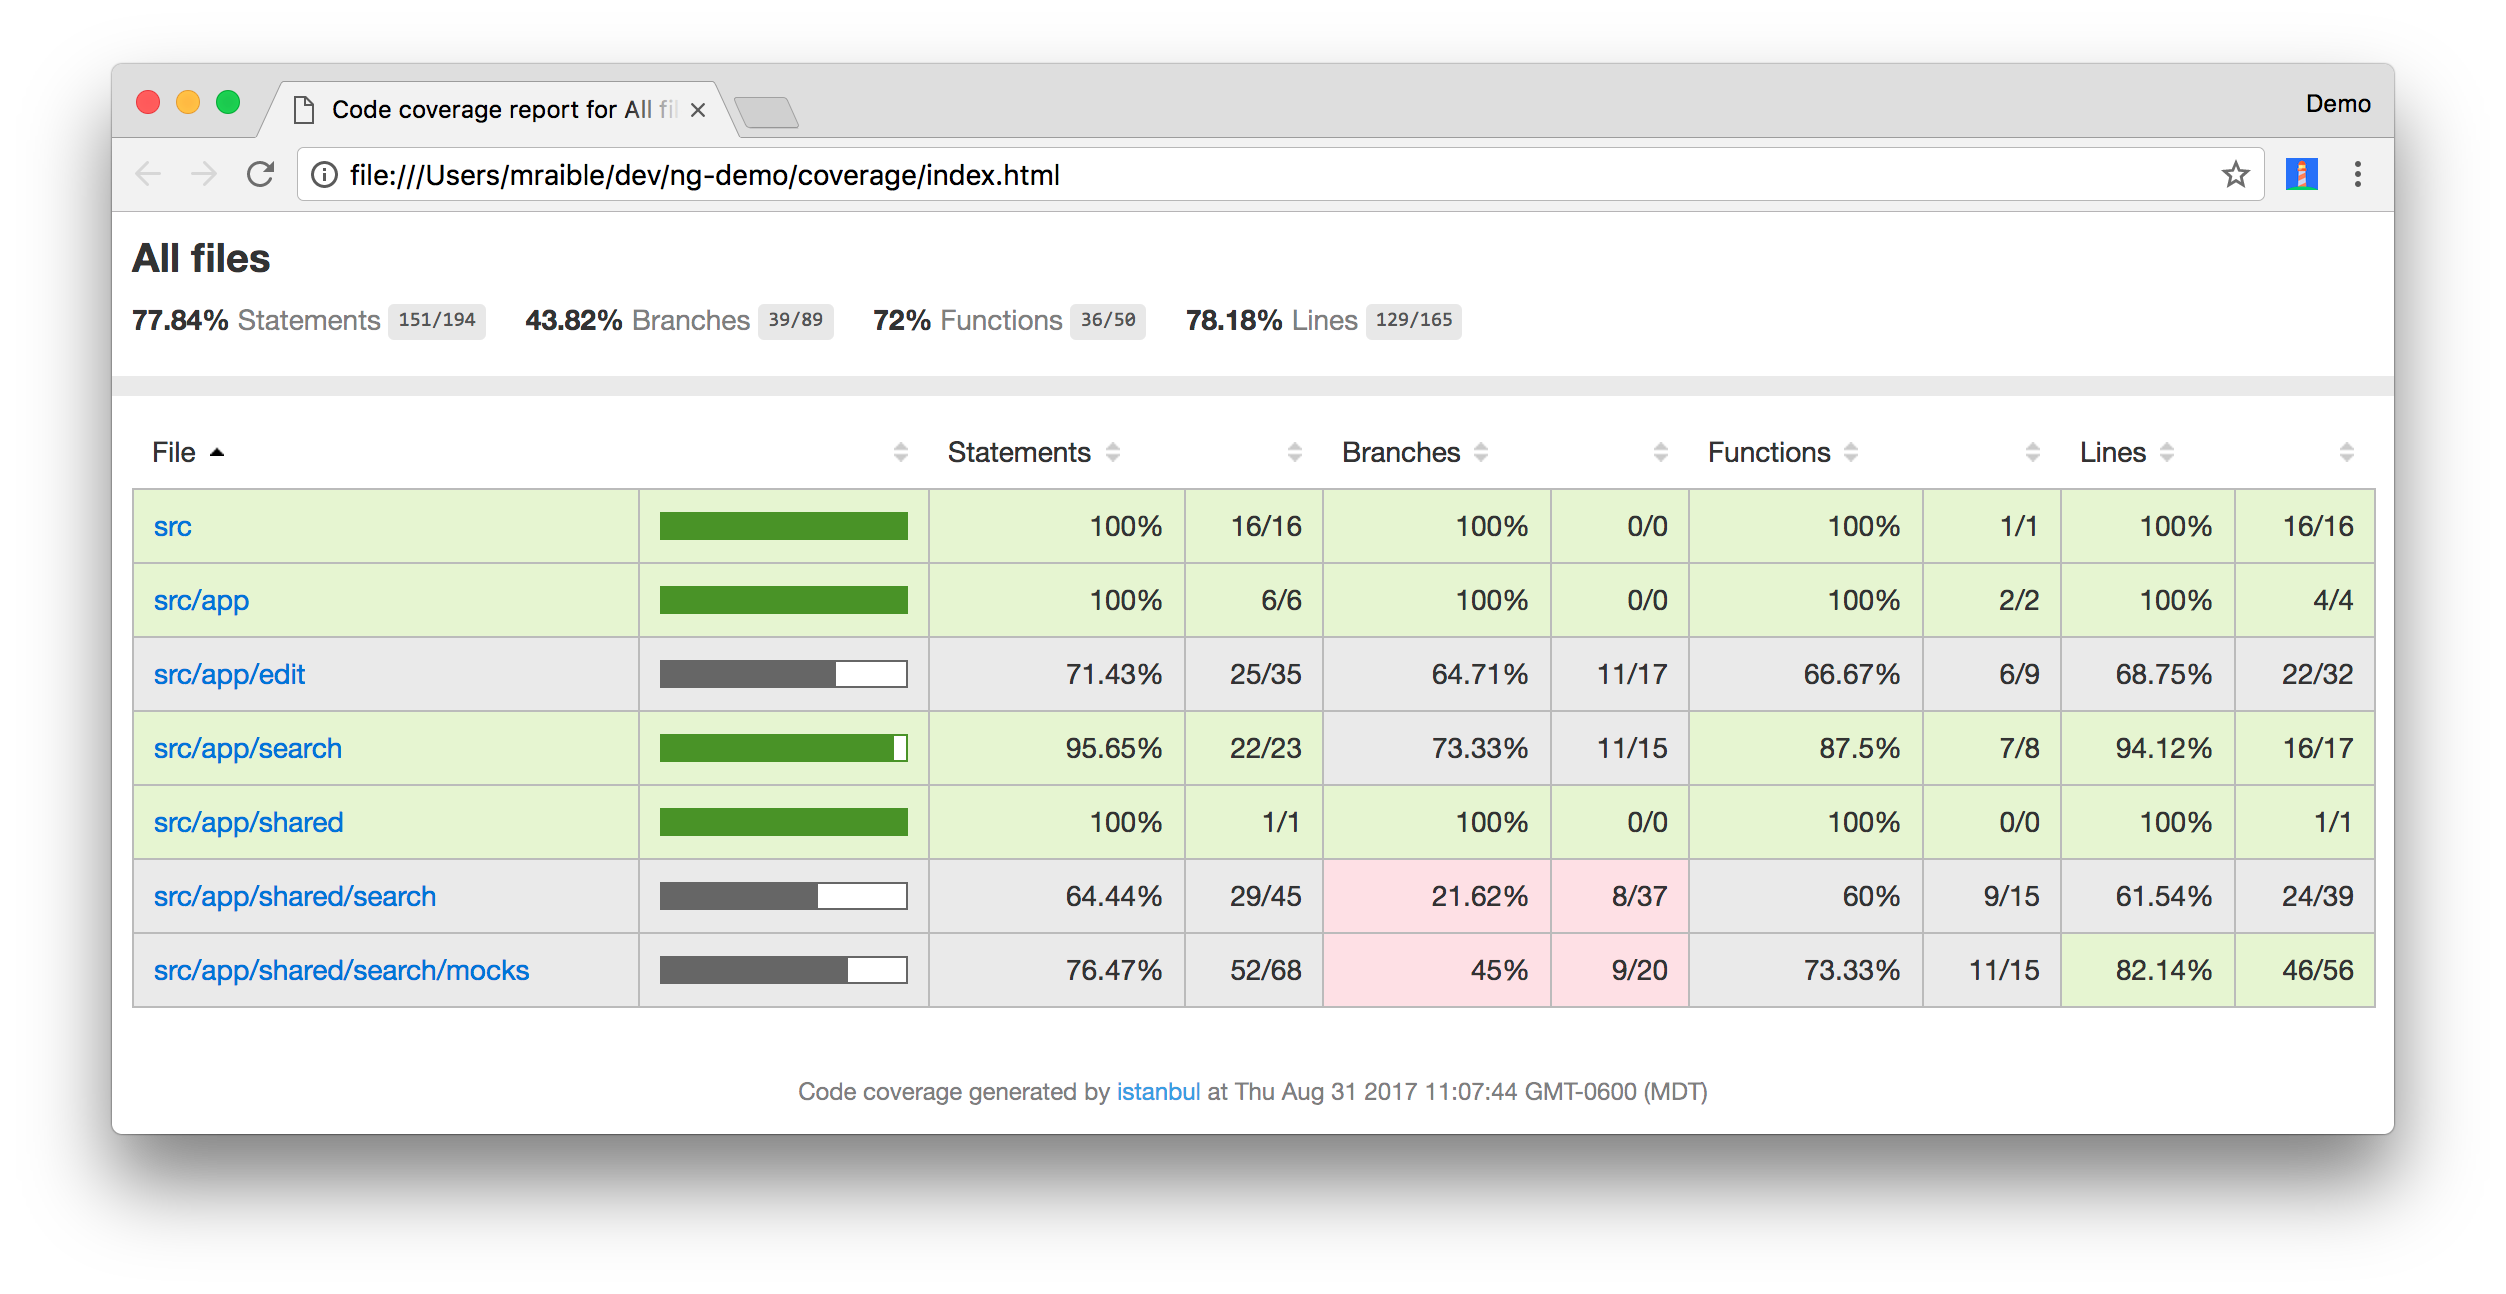 Code coverage report for All fil
Demo
file:///Users/mraible/dev/ng-demo/coverage/index.html
All files
77.84% Statements 151/194 43.82% Branches 39/89 72% Functions 36/50 78.18% Lines 129/165
File Statements Branches Functions Lines
src 100% 16/16 100% 0/0 100% 1/1 100% 16/16
src/app 100% 6/6 100% 0/0 100% 2/2 100% 4/4
src/app/edit 71.43% 25/35 64.71% 11/17 66.67% 6/9 68.75% 22/32
src/app/search 95.65% 22/23 73.33% 11/15 87.5% 7/8 94.12% 16/17
src/app/shared 100% 1/1 100% 0/0 100% 0/0 100% 1/1
src/app/shared/search 64.44% 29/45 21.62% 8/37 60% 9/15 61.54% 24/39
src/app/shared/search/mocks 76.47% 52/68 45% 9/20 73.33% 11/15 82.14% 46/56
Code coverage generated by istanbul at Thu Aug 31 2017 11:07:44 GMT-0600 (MDT)